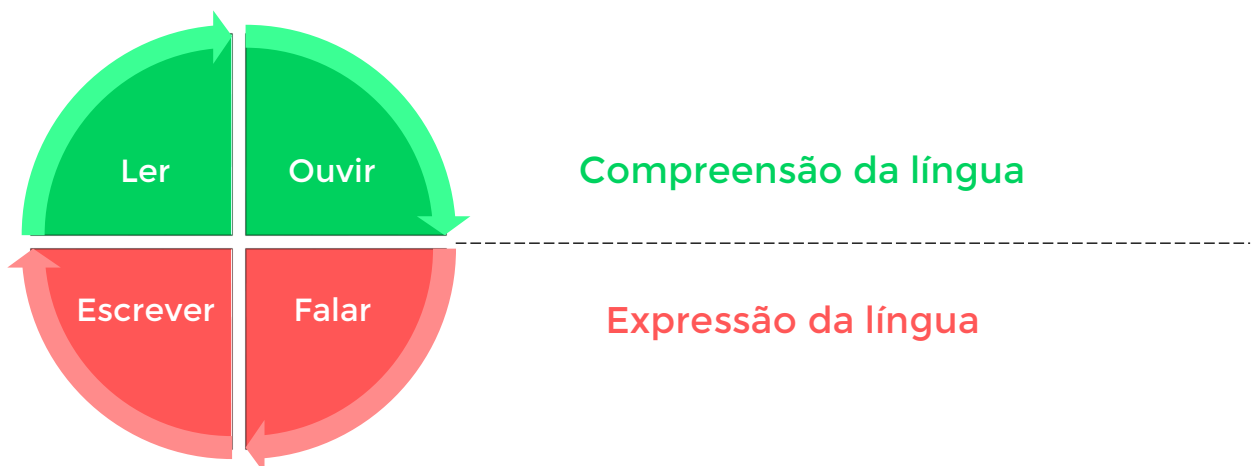 Ler
Ouvir
Compreensão da língua
Escrever
Falar
Expressão da língua